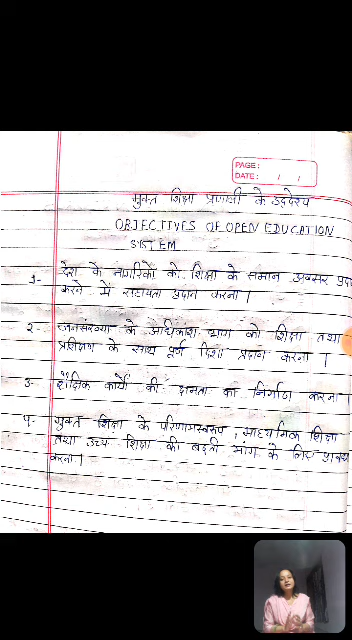 PAGE:
DATE: / /
मुक्त शिक्षा प्रणाली के उद्देश्य
OBJECTIVES OF OPEN EDUCATION
SYSTEM
1- देश के नागरिकों को शिक्षा के समान अवसर प्रदा
करने में सहायता प्रदान करना।
2- जनसंख्या के अधिकांश भाग को शिक्षा तथा
प्रशिक्षण के साथ पूर्ण दिशा प्रदान करना।
3- शैक्षिक कार्यो की क्षमता का निर्माण करना।
4- मुक्त शिक्षा के परिणामस्वरूप, माध्यमिक शिक्षा
तथा उच्च शिक्षा की बढ़ती मांग के लिए
करना।